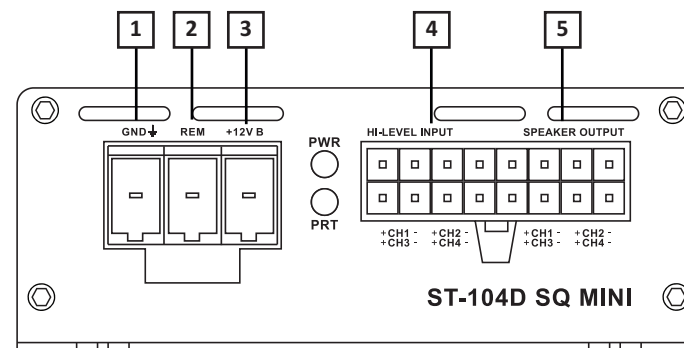 1 2 3 4 5
GND REM +12V B HI-LEVEL INPUT SPEAKER OUTPUT
PWR
PRT
+CH1 - +CH2 - +CH1 - +CH2 -
+CH3 - +CH4 - +CH3 - +CH4 -
ST-104D SQ MINI